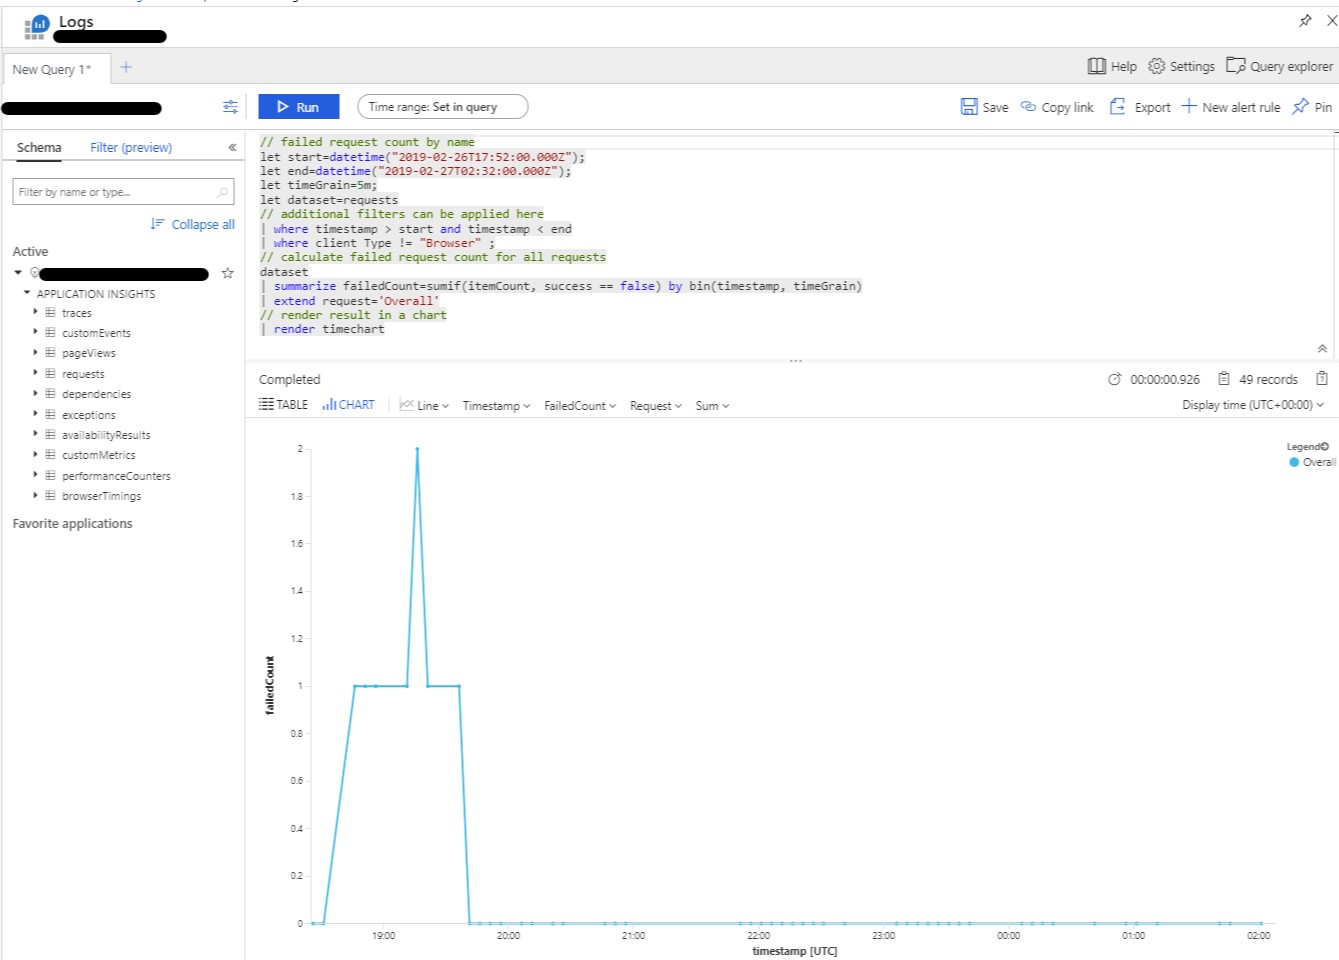 Logs
New Query 1*
+
Help
Settings
Query explorer
Run
Time range: Set in query
Save
Copy link
Export
New alert rule
Pin
Schema
Filter (preview)
«
Filter by name or type...
Collapse all
Active
APPLICATION INSIGHTS
traces
customEvents
pageViews
requests
dependencies
exceptions
availabilityResults
customMetrics
performanceCounters
browserTimings
Favorite applications
// failed request count by name
let start=datetime("2019-02-26T17:52:00.000Z");
let end=datetime("2019-02-27T02:32:00.000Z");
let timeGrain=5m;
let dataset=requests
// additional filters can be applied here
| where timestamp > start and timestamp < end
| where client Type != "Browser" ;
// calculate failed request count for all requests
dataset
| summarize failedCount=sumif(itemCount, success == false) by bin(timestamp, timeGrain)
| extend request='Overall'
// render result in a chart
| render timechart
...
Completed
00:00:00.926
49 records
TABLE
CHART
Line
Timestamp
FailedCount
Request
Sum
Display time (UTC+00:00)
Legend
Overall
2
1.8
1.6
1.4
1.2
1
0.8
0.6
0.4
0.2
0
failedCount
19:00
20:00
21:00
22:00
23:00
00:00
01:00
02:00
timestamp [UTC]